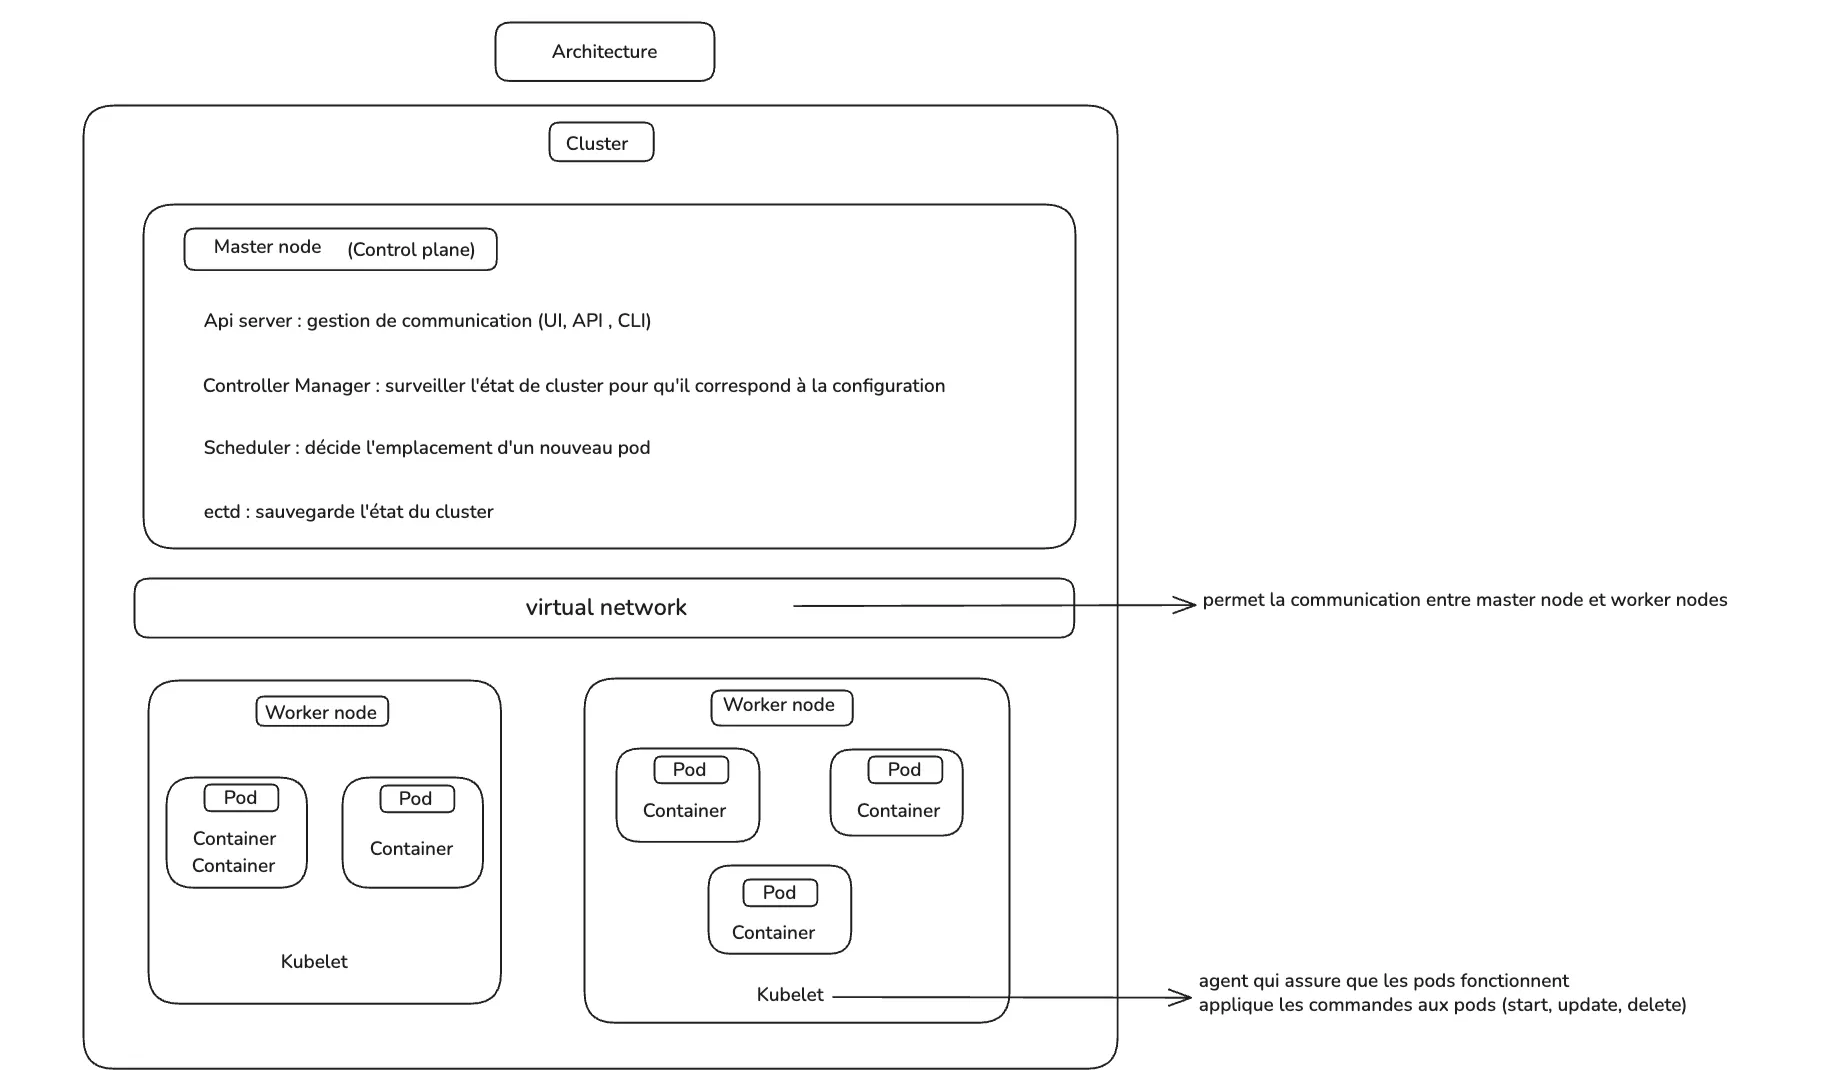 Architecture
Cluster
Master node (Control plane)
Api server : gestion de communication (UI, API , CLI)
Controller Manager : surveiller l'état de cluster pour qu'il correspond à la configuration
Scheduler : décide l'emplacement d'un nouveau pod
ectd : sauvegarde l'état du cluster
virtual network
permet la communication entre master node et worker nodes
Worker node
Pod
Container
Container
Pod
Container
Kubelet
Worker node
Pod
Container
Pod
Container
Pod
Container
Kubelet
agent qui assure que les pods fonctionnent
applique les commandes aux pods (start, update, delete)